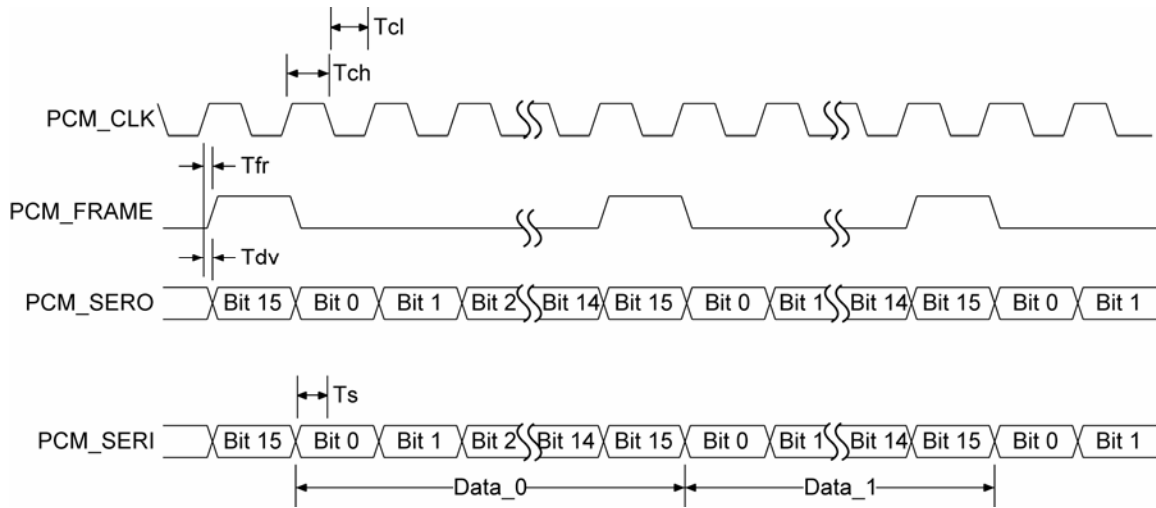 Tcl
Tch
PCM_CLK
Tfr
PCM_FRAME
Tdv
PCM_SERO Bit 15 Bit 0 Bit 1 Bit 2 Bit 14 Bit 15 Bit 0 Bit 1 Bit 14 Bit 15 Bit 0 Bit 1
Ts
PCM_SERI Bit 15 Bit 0 Bit 1 Bit 2 Bit 14 Bit 15 Bit 0 Bit 1 Bit 14 Bit 15 Bit 0 Bit 1
Data_0 Data_1